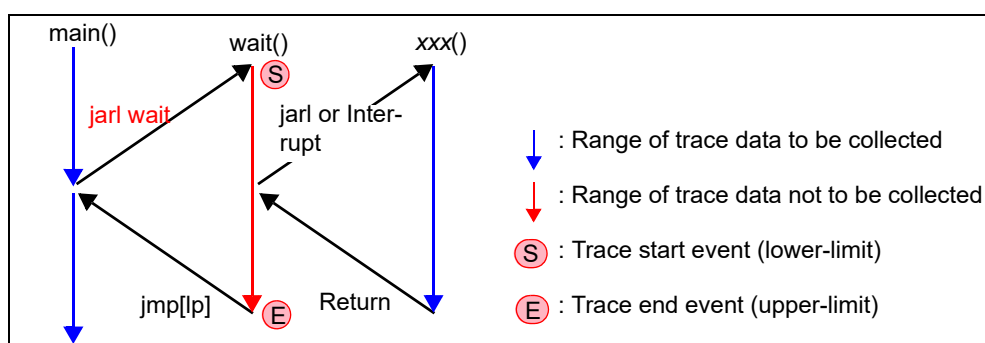 main()
wait()
xxx()
S
jarl wait
jarl or Inter-
rupt
jmp[lp]
E
Return
: Range of trace data to be collected
: Range of trace data not to be collected
S : Trace start event (lower-limit)
E : Trace end event (upper-limit)